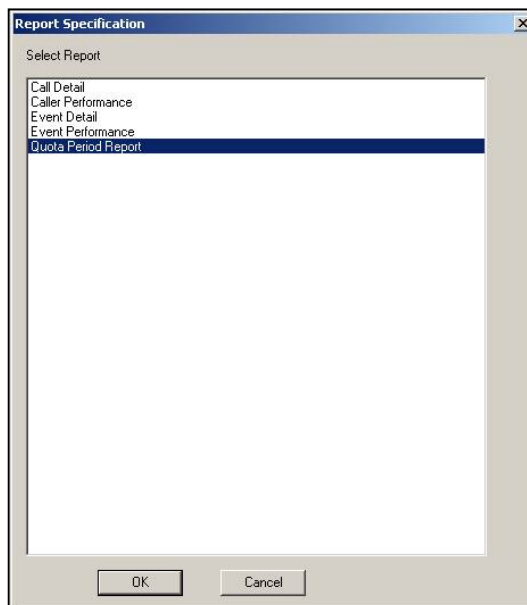 Report Specification
Select Report
Call Detail
Caller Performance
Event Detail
Event Performance
Quota Period Report
OK
Cancel